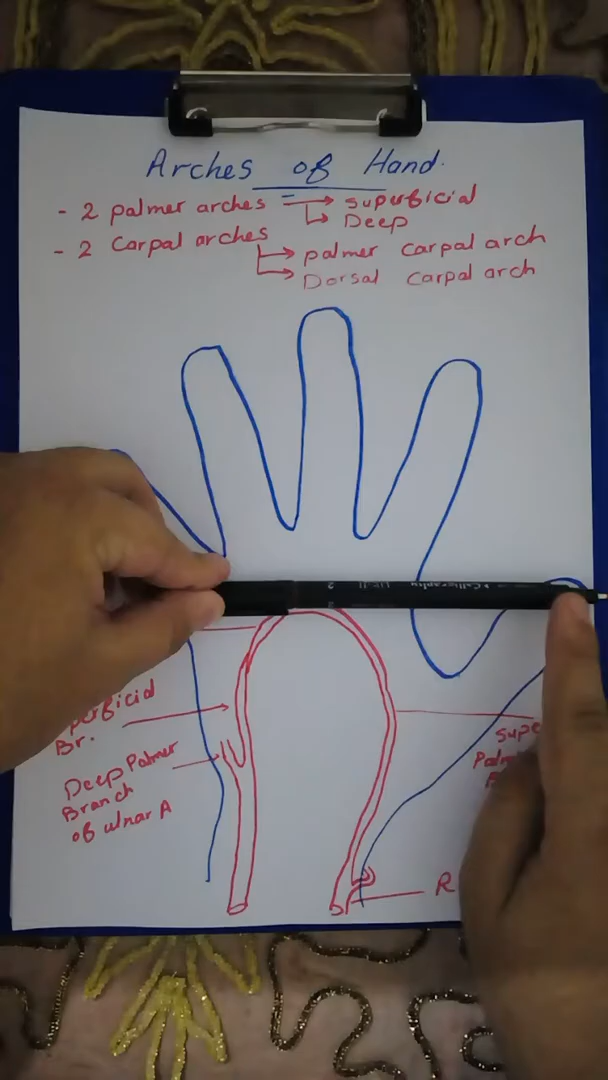 Arches of Hand.
- 2 palmer arches → Superficial
→ Deep
- 2 Carpal arches → palmer carpal arch
→ Dorsal carpal arch
Br.
Deep Palmer
Branch
of ulnar A
R